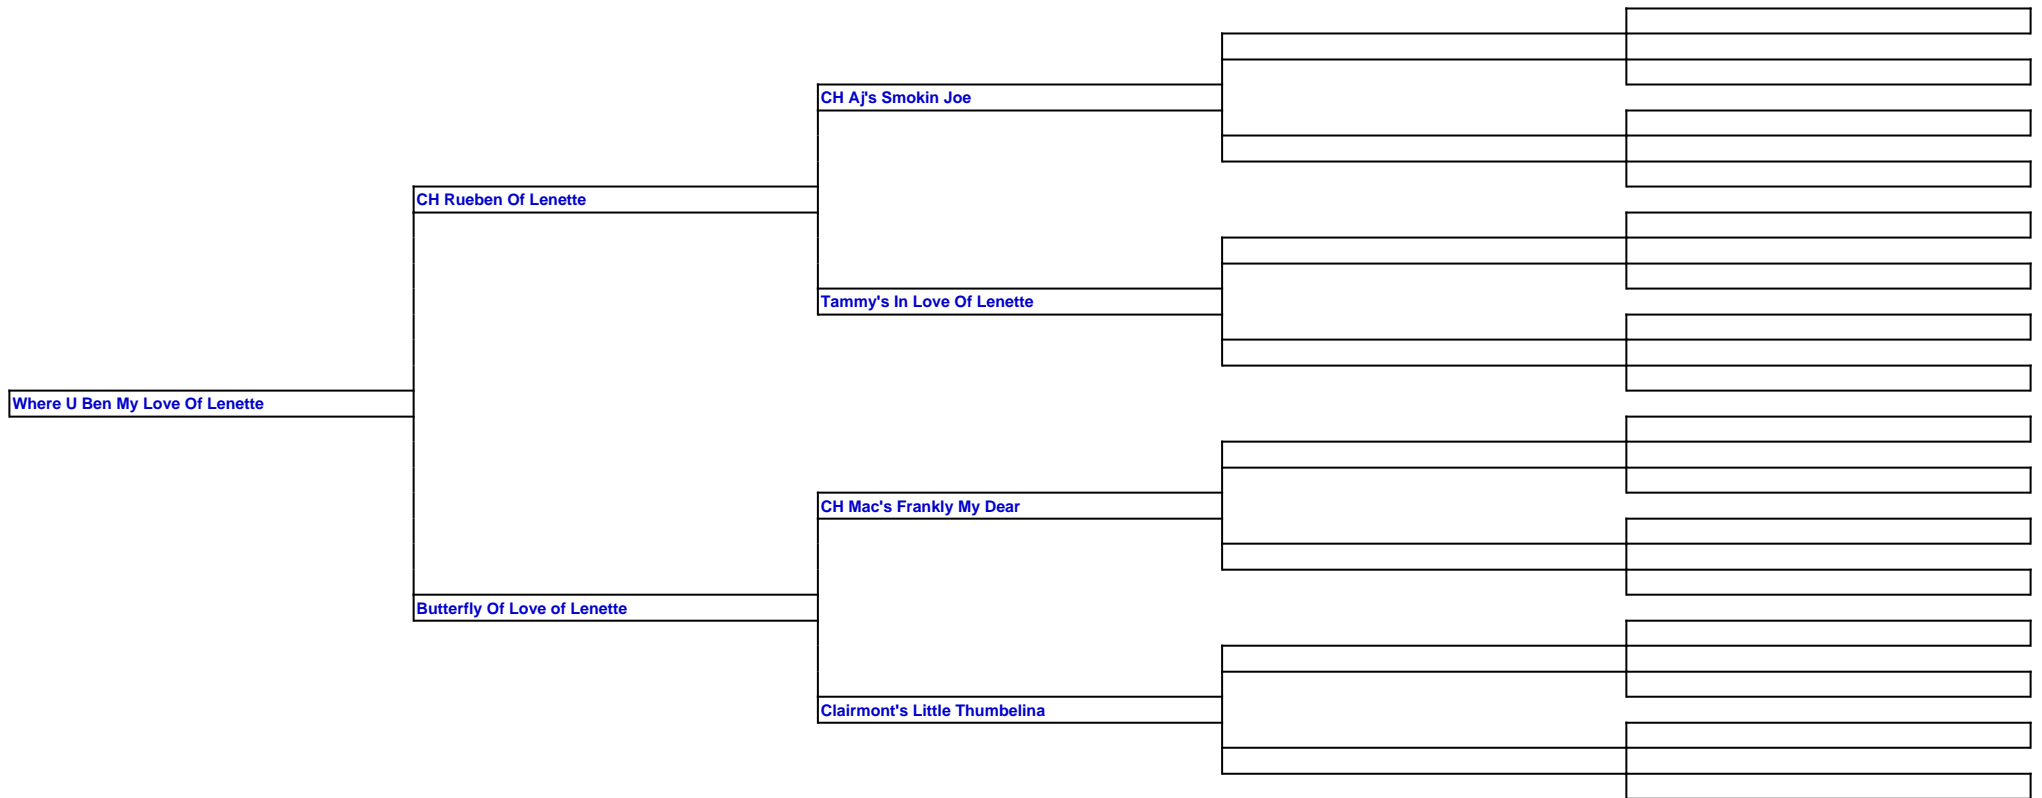 CH Aj's Smokin Joe
CH Rueben Of Lenette
Tammy's In Love Of Lenette
Where U Ben My Love Of Lenette
CH Mac's Frankly My Dear
Butterfly Of Love of Lenette
Clairmont's Little Thumbelina